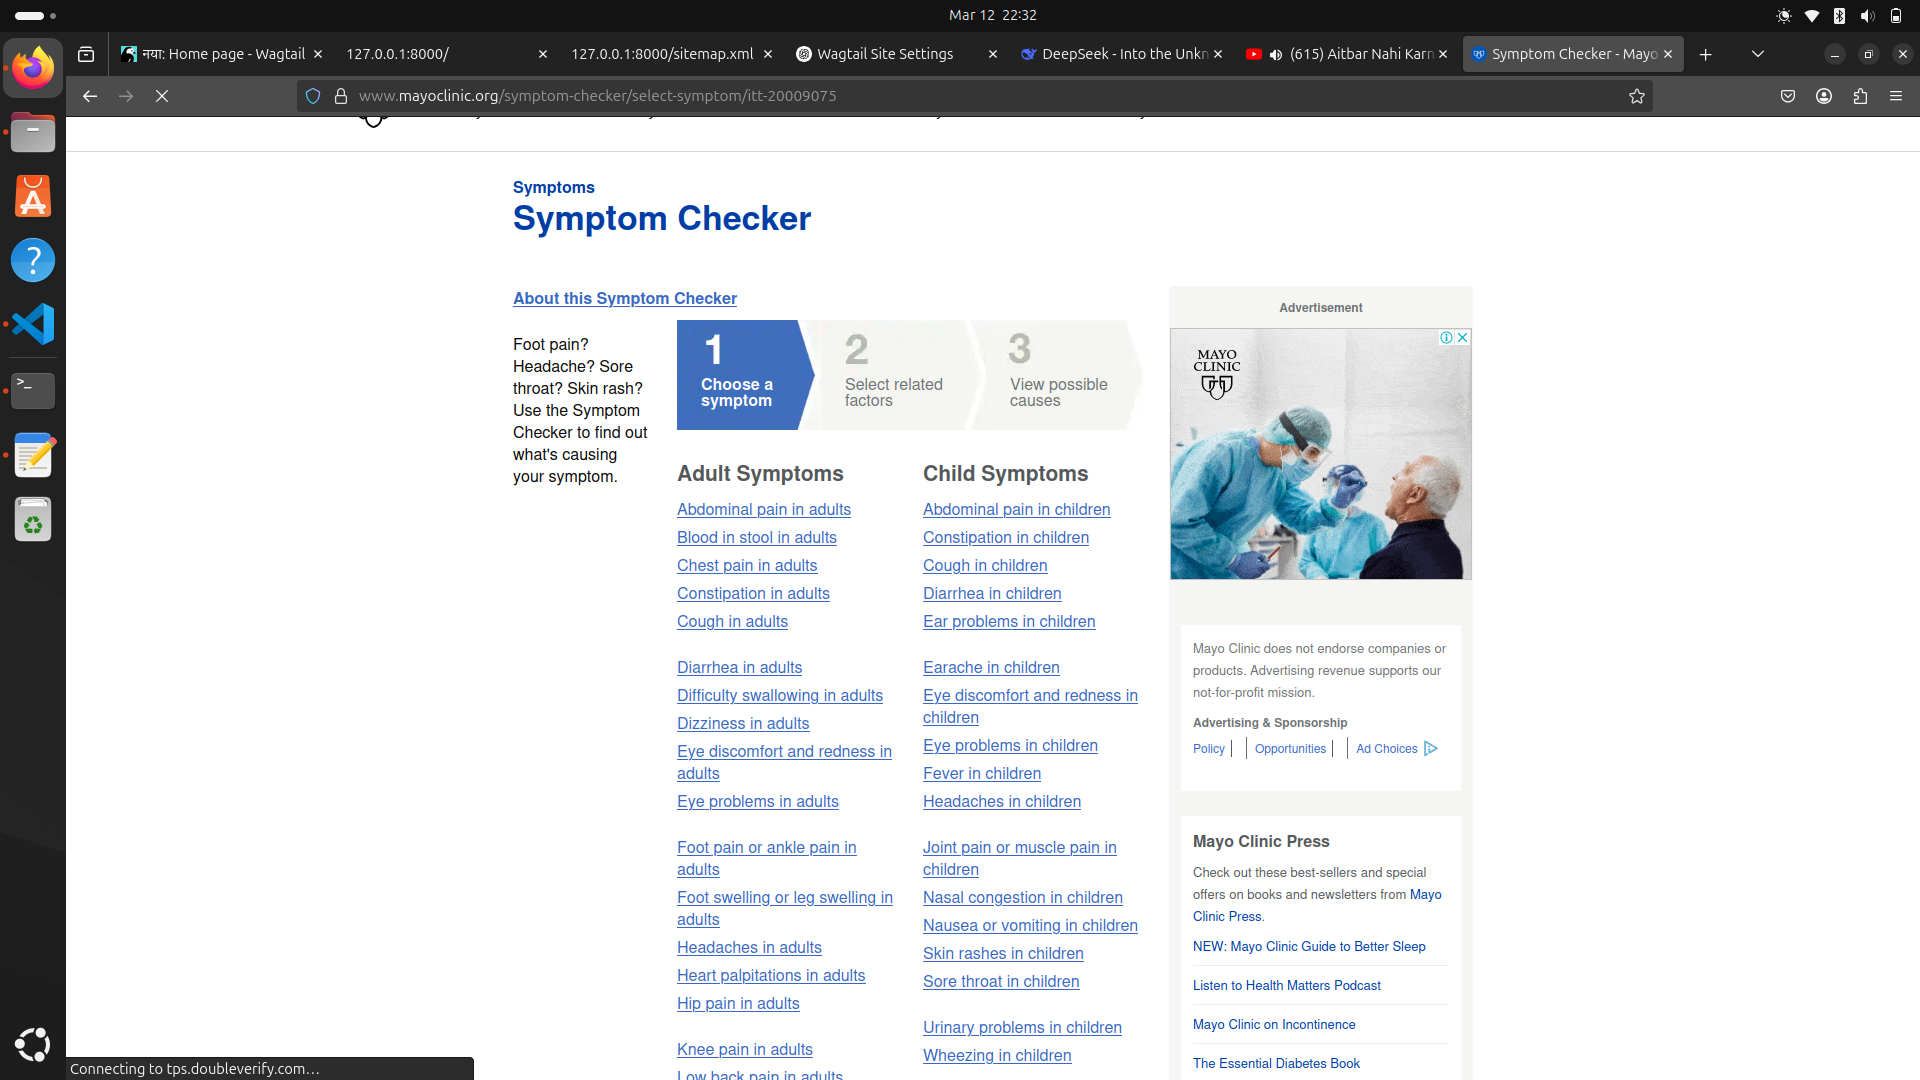 Mar 12 22:32
नया: Home page - Wagtail
127.0.0.1:8000/
127.0.0.1:8000/sitemap.xml
Wagtail Site Settings
DeepSeek - Into the Unkn
(615) Aitbar Nahi Karn
Symptom Checker - Mayo
www.mayoclinic.org/symptom-checker/select-symptom/itt-20009075
Symptoms
Symptom Checker
About this Symptom Checker
Foot pain?
Headache? Sore
throat? Skin rash?
Use the Symptom
Checker to find out
what's causing
your symptom.
1
Choose a
symptom
2
Select related
factors
3
View possible
causes
Adult Symptoms
Abdominal pain in adults
Blood in stool in adults
Chest pain in adults
Constipation in adults
Cough in adults
Diarrhea in adults
Difficulty swallowing in adults
Dizziness in adults
Eye discomfort and redness in
adults
Eye problems in adults
Foot pain or ankle pain in
adults
Foot swelling or leg swelling in
adults
Headaches in adults
Heart palpitations in adults
Hip pain in adults
Knee pain in adults
Low back pain in adults
Child Symptoms
Abdominal pain in children
Constipation in children
Cough in children
Diarrhea in children
Ear problems in children
Earache in children
Eye discomfort and redness in
children
Eye problems in children
Fever in children
Headaches in children
Joint pain or muscle pain in
children
Nasal congestion in children
Nausea or vomiting in children
Skin rashes in children
Sore throat in children
Urinary problems in children
Wheezing in children
Advertisement
MAYO
CLINIC
Mayo Clinic does not endorse companies or
products. Advertising revenue supports our
not-for-profit mission.
Advertising & Sponsorship
Policy
Opportunities
Ad Choices
Mayo Clinic Press
Check out these best-sellers and special
offers on books and newsletters from Mayo
Clinic Press.
NEW: Mayo Clinic Guide to Better Sleep
Listen to Health Matters Podcast
Mayo Clinic on Incontinence
The Essential Diabetes Book
Connecting to tps.doubleverify.com…